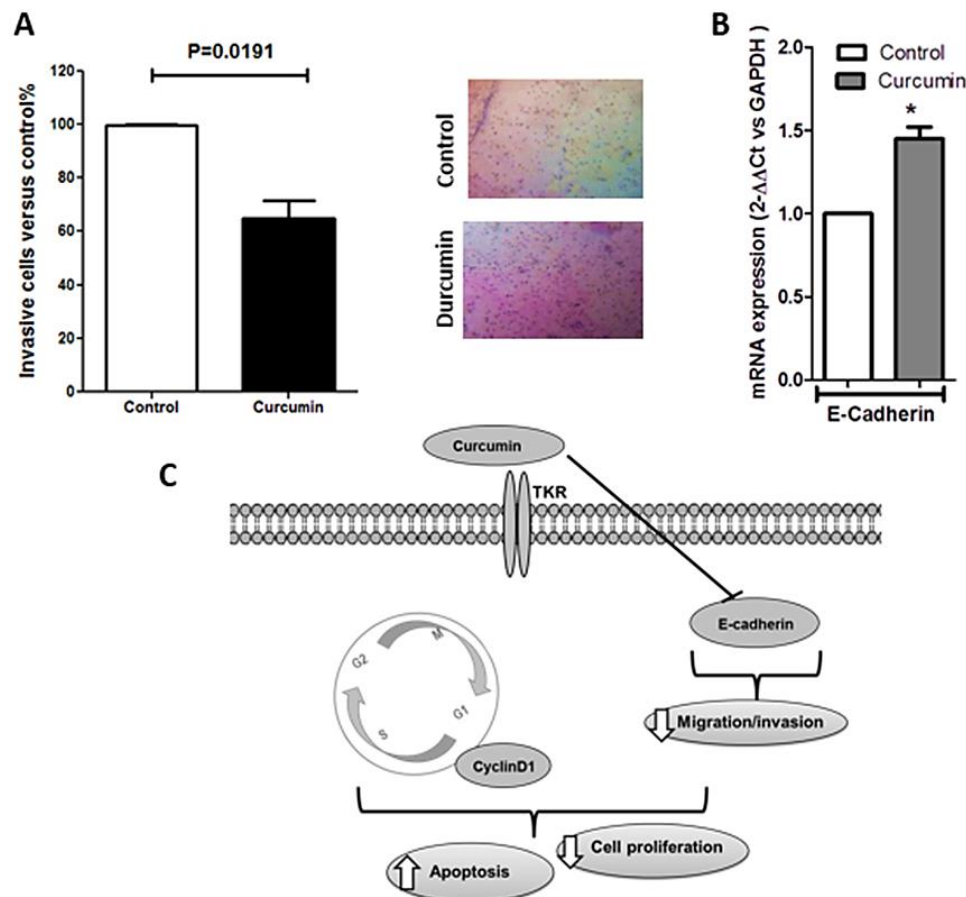 A
P=0.0191
Invasive cells versus control%
120
100
80
60
40
20
0
Control
Curcumin
Control
Durcumin
B
mRNA expression (2-ΔΔCt vs GAPDH)
2.0
1.5
1.0
0.5
0.0
Control
Curcumin
*
E-Cadherin
C
Curcumin
TKR
E-cadherin
Migration/invasion
G2
M
G1
S
CyclinD1
Apoptosis
Cell proliferation